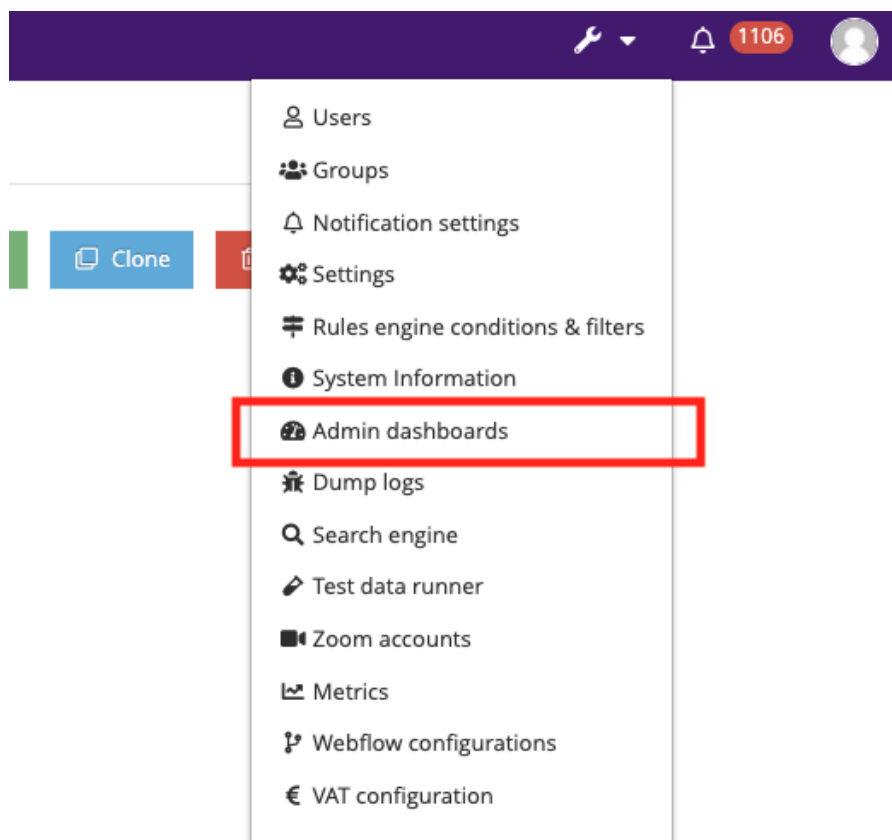 1106
Users
Groups
Notification settings
Clone
Settings
Rules engine conditions & filters
System Information
Admin dashboards
Dump logs
Search engine
Test data runner
Zoom accounts
Metrics
Webflow configurations
€ VAT configuration